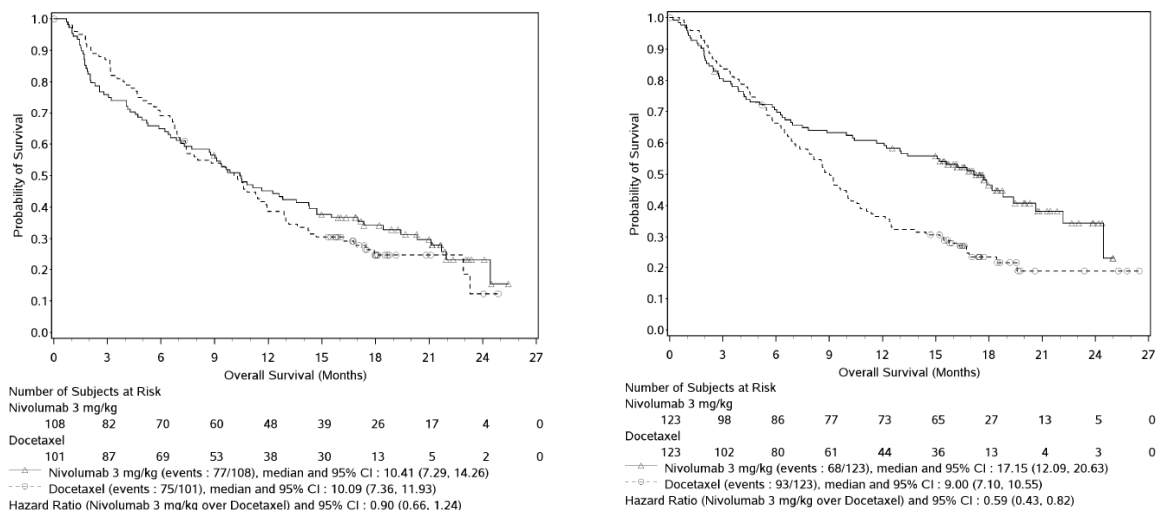 Probability of Survival
1.0
0.9
0.8
0.7
0.6
0.5
0.4
0.3
0.2
0.1
0.0
0 3 6 9 12 15 18 21 24 27
Overall Survival (Months)
Number of Subjects at Risk
Nivolumab 3 mg/kg
108 82 70 60 48 39 26 17 4 0
Docetaxel
101 87 69 53 38 30 13 5 2 0
Nivolumab 3 mg/kg (events : 77/108), median and 95% CI : 10.41 (7.29, 14.26)
Docetaxel (events : 75/101), median and 95% CI : 10.09 (7.36, 11.93)
Hazard Ratio (Nivolumab 3 mg/kg over Docetaxel) and 95% CI : 0.90 (0.66, 1.24)
Probability of Survival
1.0
0.9
0.8
0.7
0.6
0.5
0.4
0.3
0.2
0.1
0.0
0 3 6 9 12 15 18 21 24 27
Overall Survival (Months)
Number of Subjects at Risk
Nivolumab 3 mg/kg
123 98 86 77 73 65 27 13 5 0
Docetaxel
123 102 80 61 44 36 13 4 3 0
Nivolumab 3 mg/kg (events : 68/123), median and 95% CI : 17.15 (12.09, 20.63)
Docetaxel (events : 93/123), median and 95% CI : 9.00 (7.10, 10.55)
Hazard Ratio (Nivolumab 3 mg/kg over Docetaxel) and 95% CI : 0.59 (0.43, 0.82)